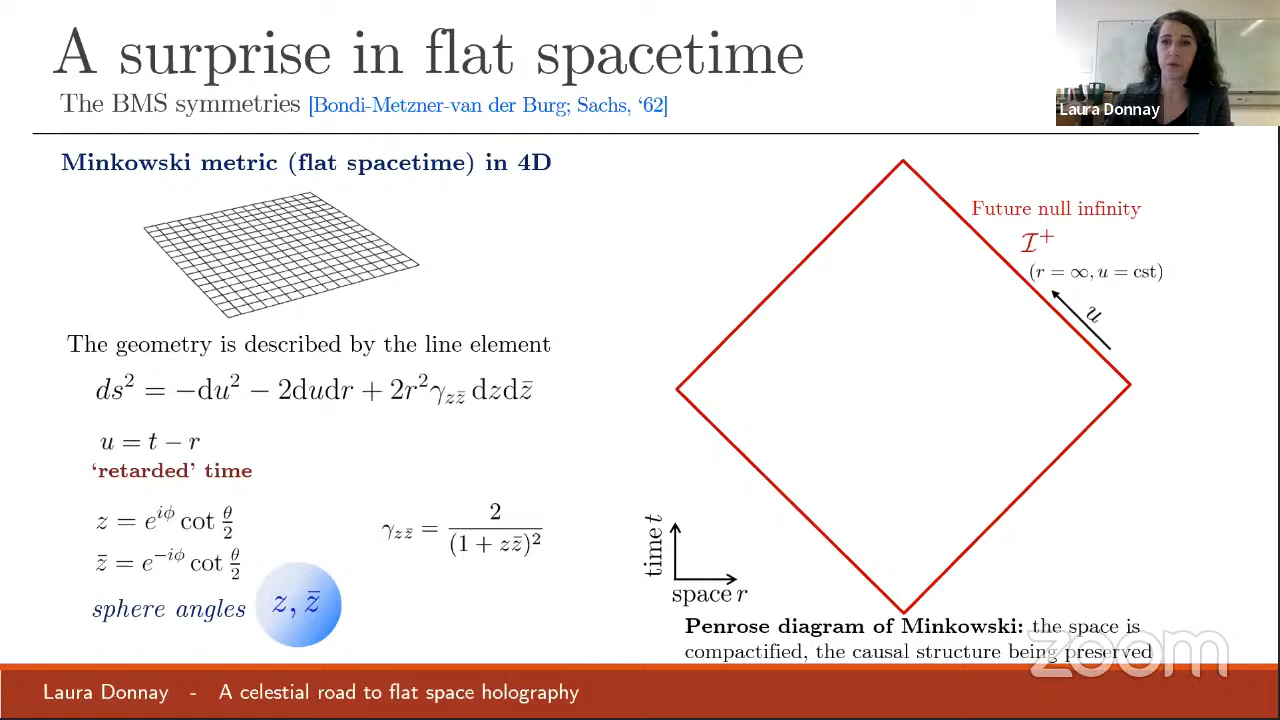 A surprise in flat spacetime
The BMS symmetries [Bondi-Metzner-van der Burg; Sachs, ‘62]
Laura Donnay
Minkowski metric (flat spacetime) in 4D
The geometry is described by the line element
ds² = −du² − 2dudr + 2r²γ_{zz̄} dzdz̄
u = t − r
‘retarded’ time
z = e^{iϕ} cot θ/2
z̄ = e^{−iϕ} cot θ/2
γ_{zz̄} = 2/(1 + zz̄)²
sphere angles
z, z̄
Future null infinity
ℐ⁺
(r = ∞, u = cst)
u
time t
space r
Penrose diagram of Minkowski: the space is
compactified, the causal structure being preserved
zoom
Laura Donnay - A celestial road to flat space holography